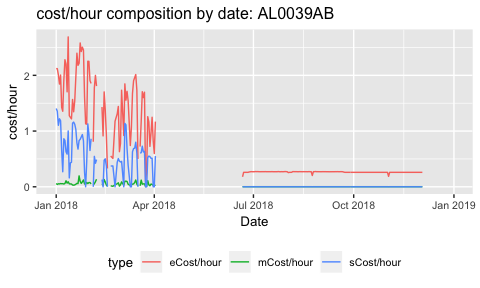 cost/hour composition by date: AL0039AB
cost/hour
2
1
0
Jan 2018 Apr 2018 Jul 2018 Oct 2018 Jan 2019
Date
type eCost/hour mCost/hour sCost/hour